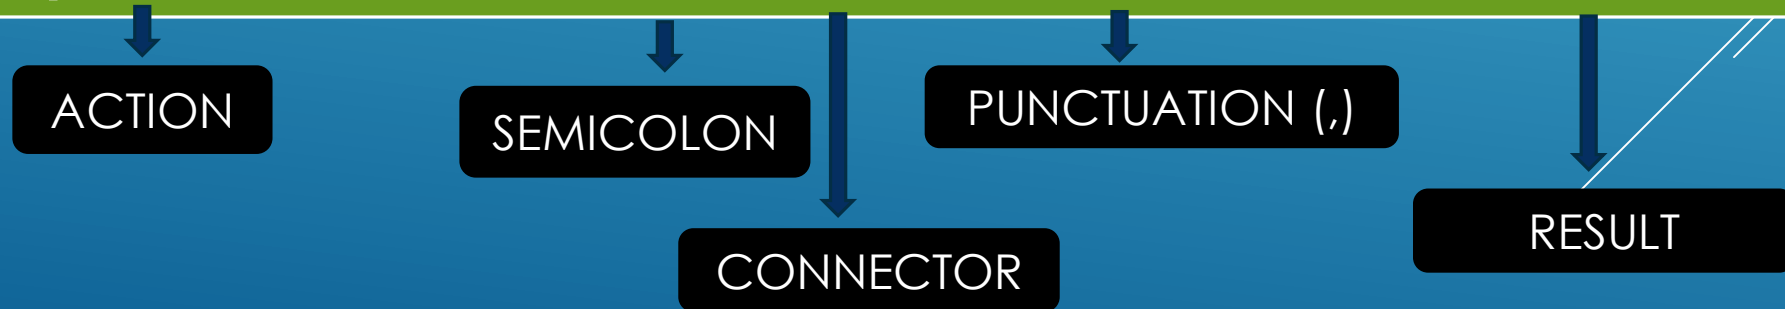 ACTION
SEMICOLON
CONNECTOR
PUNCTUATION (,)
RESULT